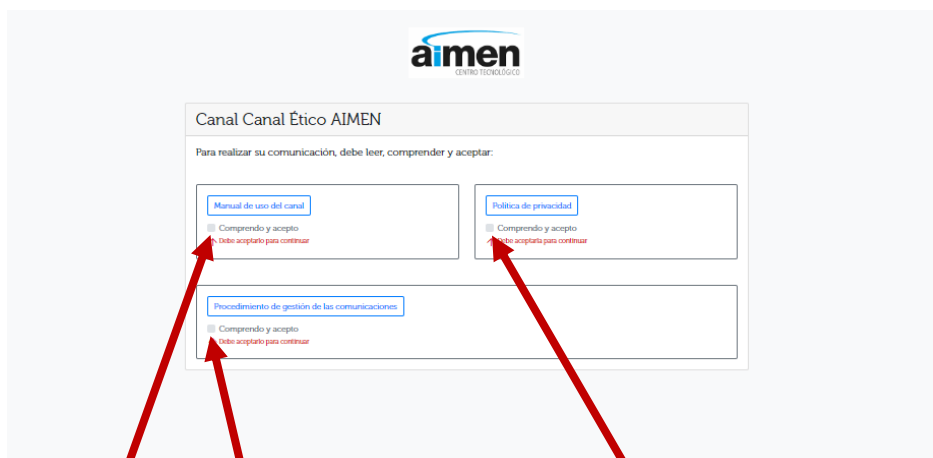 aimen
CENTRO TECNOLÓGICO
Canal Canal Ético AIMEN
Para realizar su comunicación, debe leer, comprender y aceptar:
Manual de uso del canal
Comprendo y acepto
Debe aceptarlo para continuar
Política de privacidad
Comprendo y acepto
Debe aceptarla para continuar
Procedimiento de gestión de las comunicaciones
Comprendo y acepto
Debe aceptarlo para continuar